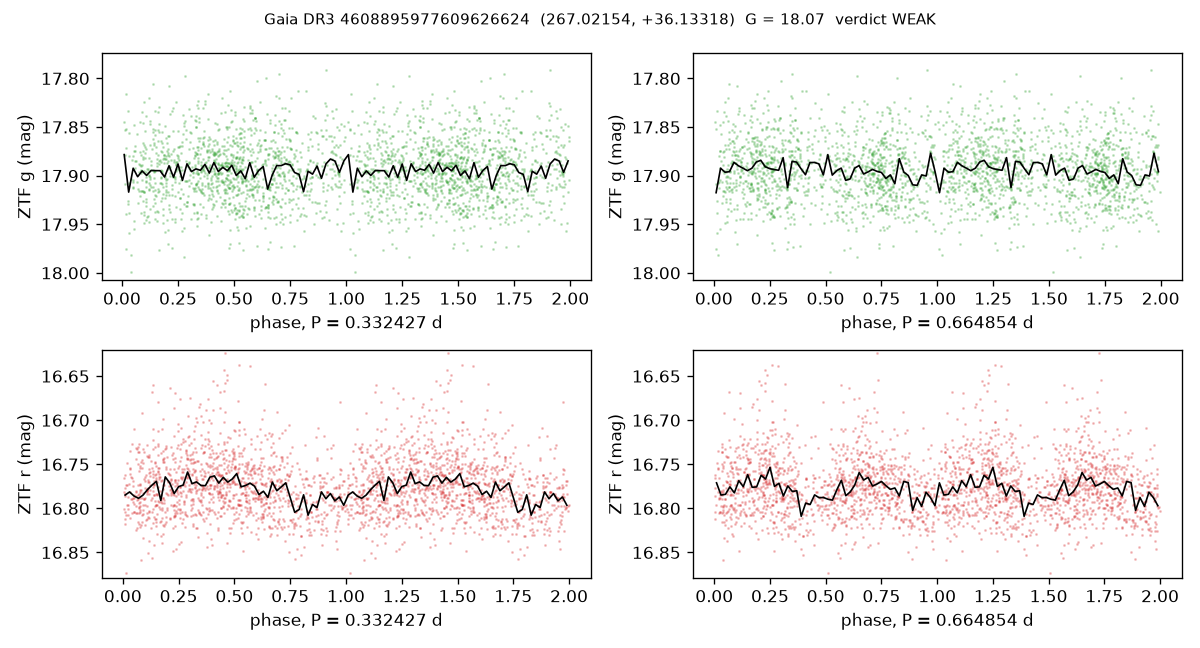 Gaia DR3 4608895977609626624  (267.02154, +36.13318)  G = 18.07  verdict WEAK
ZTF g (mag)
17.80
17.85
17.90
17.95
18.00
0.00 0.25 0.50 0.75 1.00 1.25 1.50 1.75 2.00
phase, P = 0.332427 d
ZTF g (mag)
17.80
17.85
17.90
17.95
18.00
0.00 0.25 0.50 0.75 1.00 1.25 1.50 1.75 2.00
phase, P = 0.664854 d
ZTF r (mag)
16.65
16.70
16.75
16.80
16.85
0.00 0.25 0.50 0.75 1.00 1.25 1.50 1.75 2.00
phase, P = 0.332427 d
ZTF r (mag)
16.65
16.70
16.75
16.80
16.85
0.00 0.25 0.50 0.75 1.00 1.25 1.50 1.75 2.00
phase, P = 0.664854 d